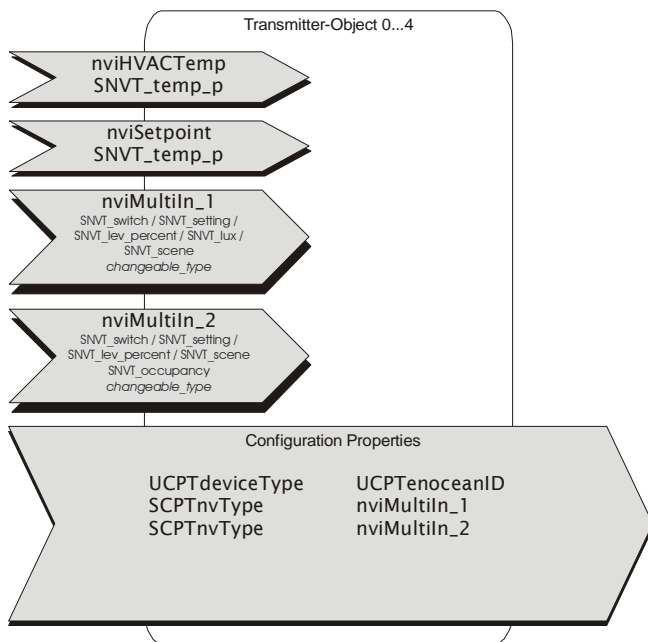 Transmitter-Object 0...4
nviHVACTemp
SNVT_temp_p
nviSetpoint
SNVT_temp_p
nviMultiIn_1
SNVT_switch / SNVT_setting /
SNVT_lev_percent / SNVT_lux /
SNVT_scene
changeable_type
nviMultiIn_2
SNVT_switch / SNVT_setting /
SNVT_lev_percent / SNVT_scene
SNVT_occupancy
changeable_type
Configuration Properties
UCPTdeviceType UCPTenoceanID
SCPTnvType nviMultiIn_1
SCPTnvType nviMultiIn_2